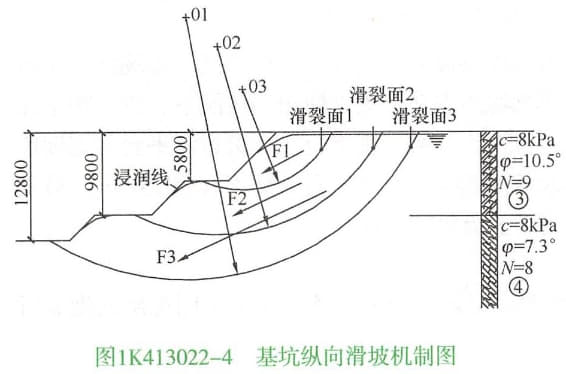 01
02
03
滑裂面2
滑裂面1
滑裂面3
c=8kPa
φ=10.5°
N=9
③
c=8kPa
φ=7.3°
N=8
④
12800
9800
5800
浸润线
F1
F2
F3
图1K413022-4 基坑纵向滑坡机制图